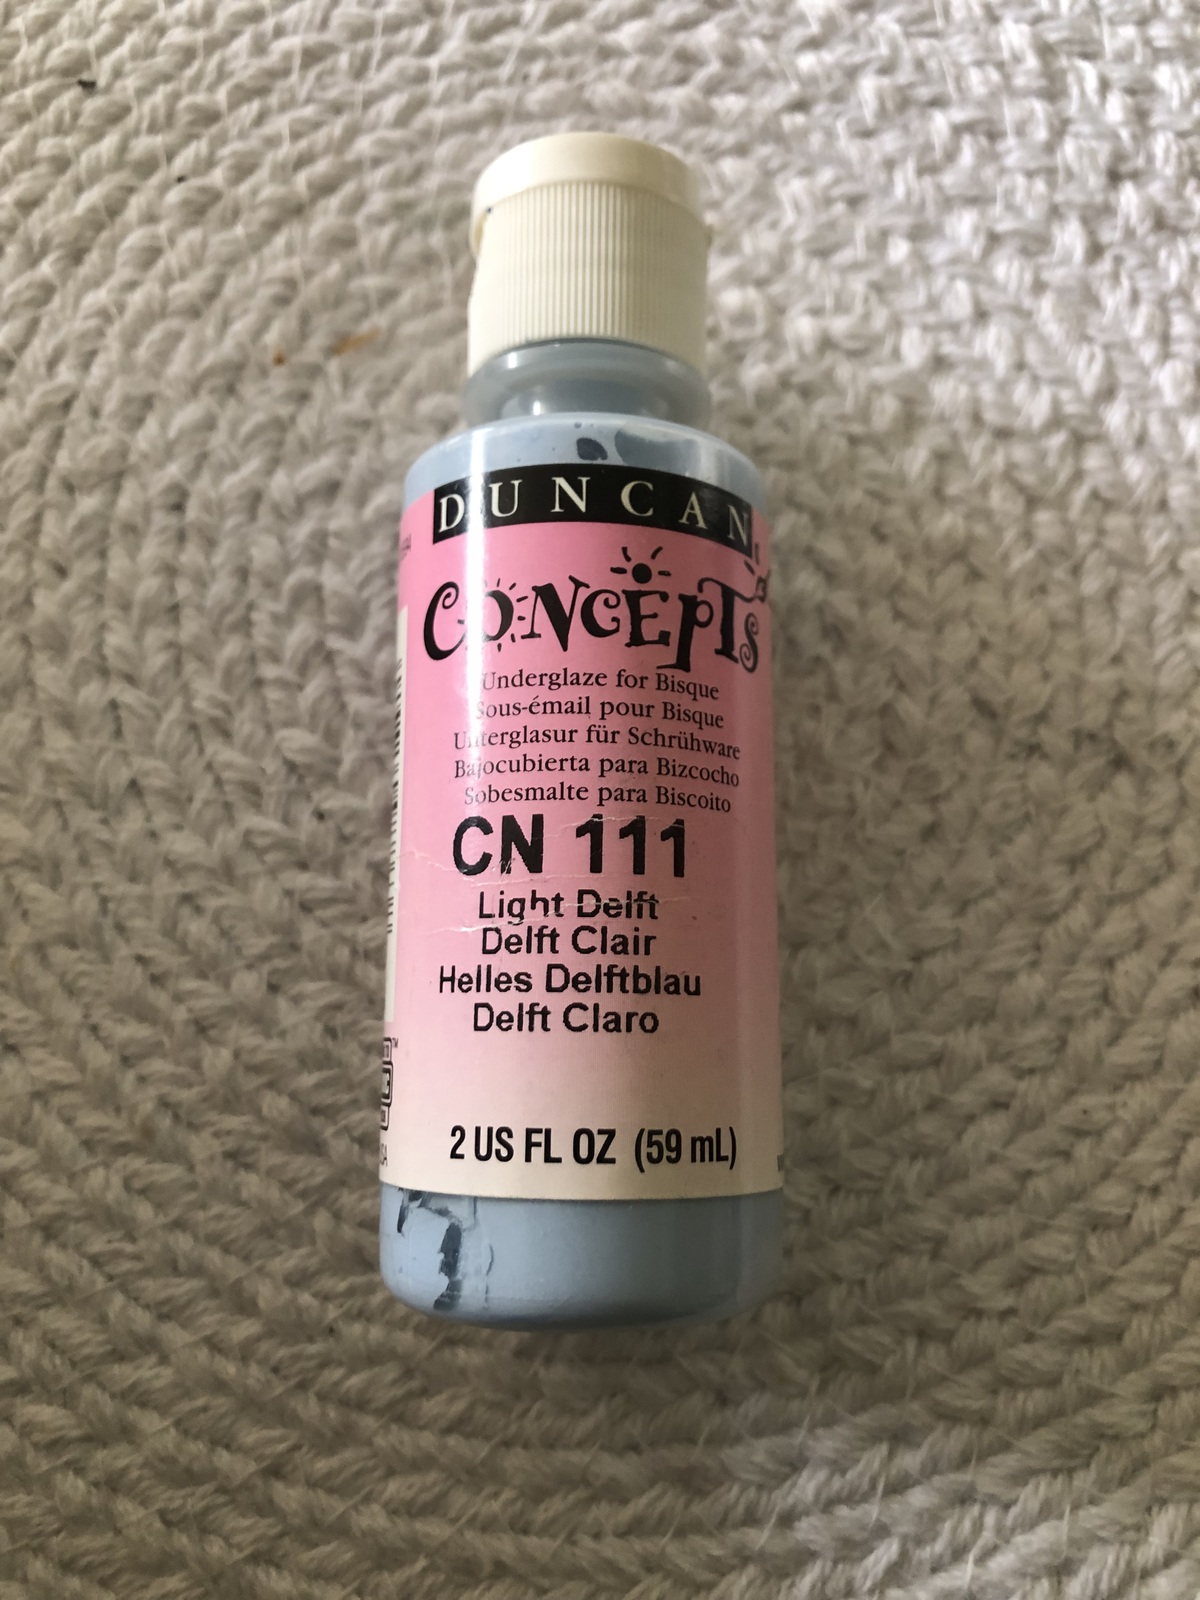 DUNCAN
CONCEPTS
Underglaze for Bisque
Sous-émail pour Bisque
Unterglasur für Schrühware
Bajocubierta para Bizcocho
Sobesmalte para Biscoito
CN 111
Light Delft
Delft Clair
Helles Delftblau
Delft Claro
2 US FL OZ (59 mL)